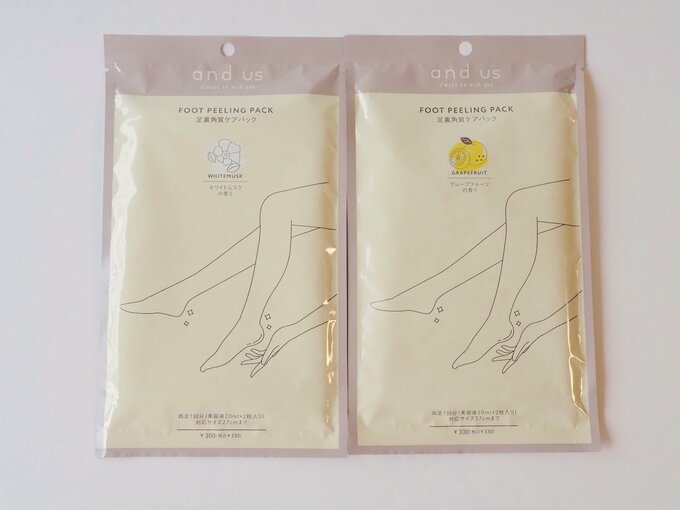 and us
always be with you
FOOT PEELING PACK
足裏角質ケアパック
WHITEMUSK
ホワイトムスク
の香り
両足1回分(美容液20ml×2枚入り)
対応サイズ27cmまで
¥300(税込¥330)
and us
always be with you
FOOT PEELING PACK
足裏角質ケアパック
GRAPEFRUIT
グレープフルーツ
の香り
両足1回分(美容液20ml×2枚入り)
対応サイズ27cmまで
¥300(税込¥330)